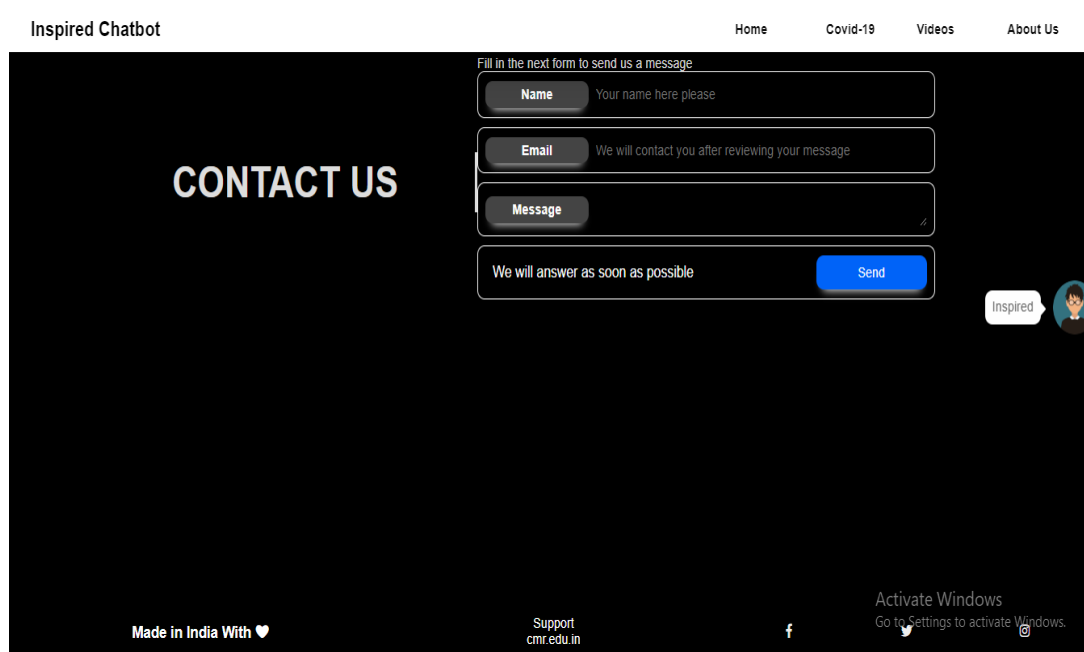 Inspired Chatbot
Home
Covid-19
Videos
About Us
Fill in the next form to send us a message
Name
Your name here please
Email
We will contact you after reviewing your message
CONTACT US
Message
We will answer as soon as possible
Send
Inspired
Activate Windows
Go to Settings to activate Windows.
Made in India With
Support
cmr.edu.in